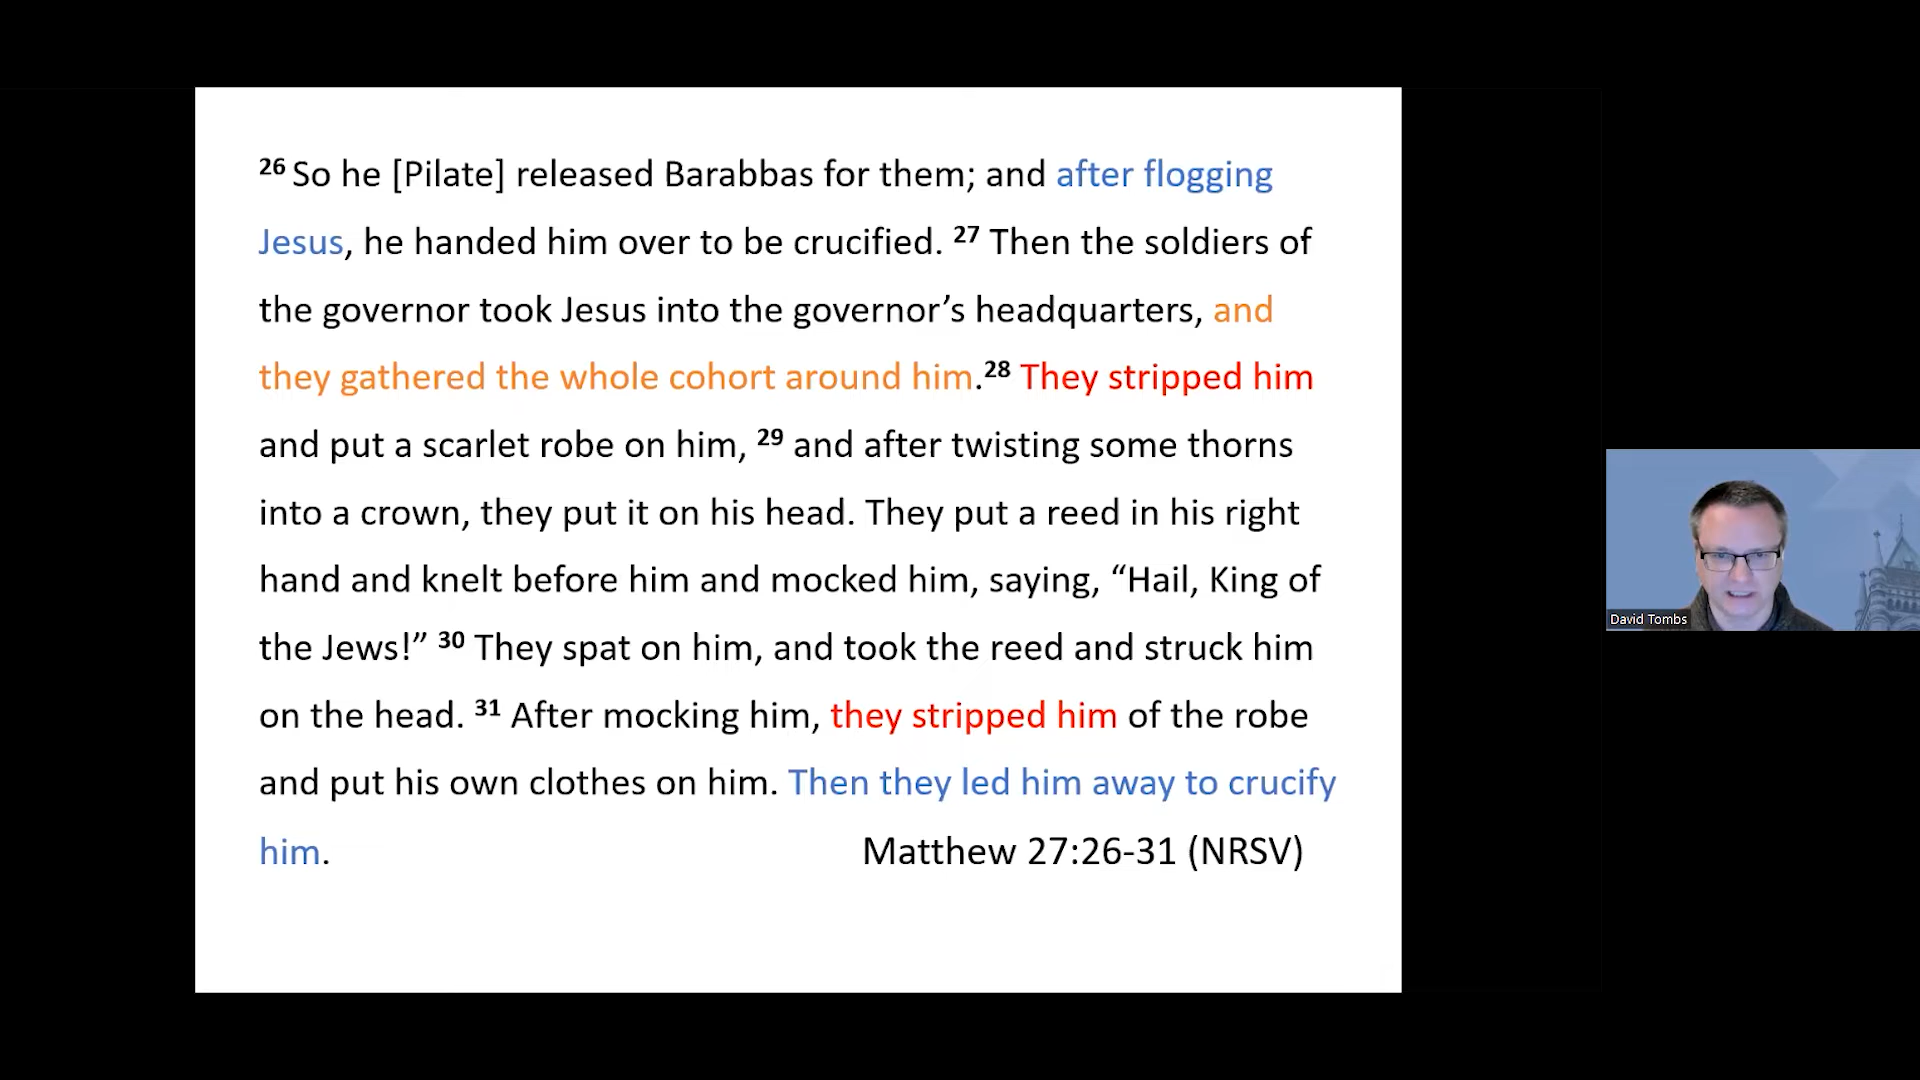 26 So he [Pilate] released Barabbas for them; and after flogging
Jesus, he handed him over to be crucified. 27 Then the soldiers of
the governor took Jesus into the governor’s headquarters, and
they gathered the whole cohort around him.28 They stripped him
and put a scarlet robe on him, 29 and after twisting some thorns
into a crown, they put it on his head. They put a reed in his right
hand and knelt before him and mocked him, saying, “Hail, King of
the Jews!” 30 They spat on him, and took the reed and struck him
on the head. 31 After mocking him, they stripped him of the robe
and put his own clothes on him. Then they led him away to crucify
him. Matthew 27:26-31 (NRSV)
David Tombs